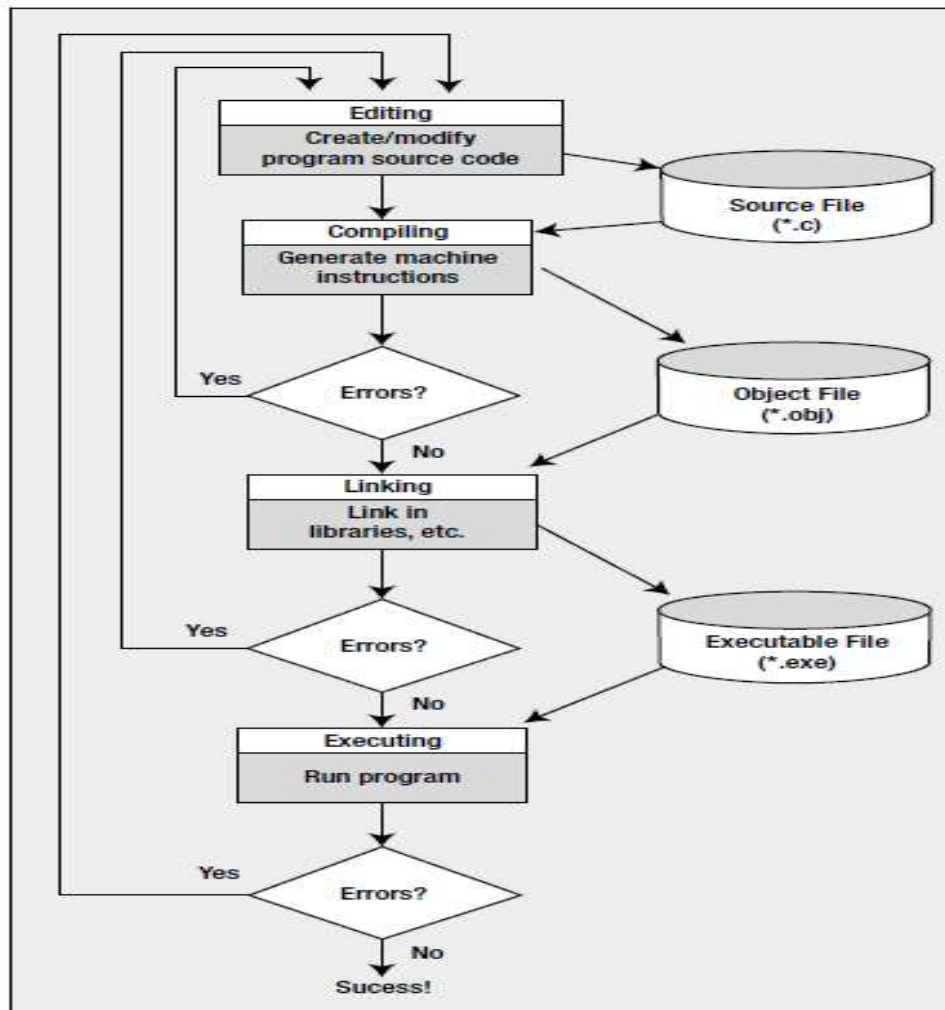 Editing
Create/modify
program source code
Source File
(*.c)
Compiling
Generate machine
instructions
Yes
Errors?
Object File
(*.obj)
No
Linking
Link in
libraries, etc.
Yes
Errors?
Executable File
(*.exe)
No
Executing
Run program
Yes
Errors?
No
Sucess!